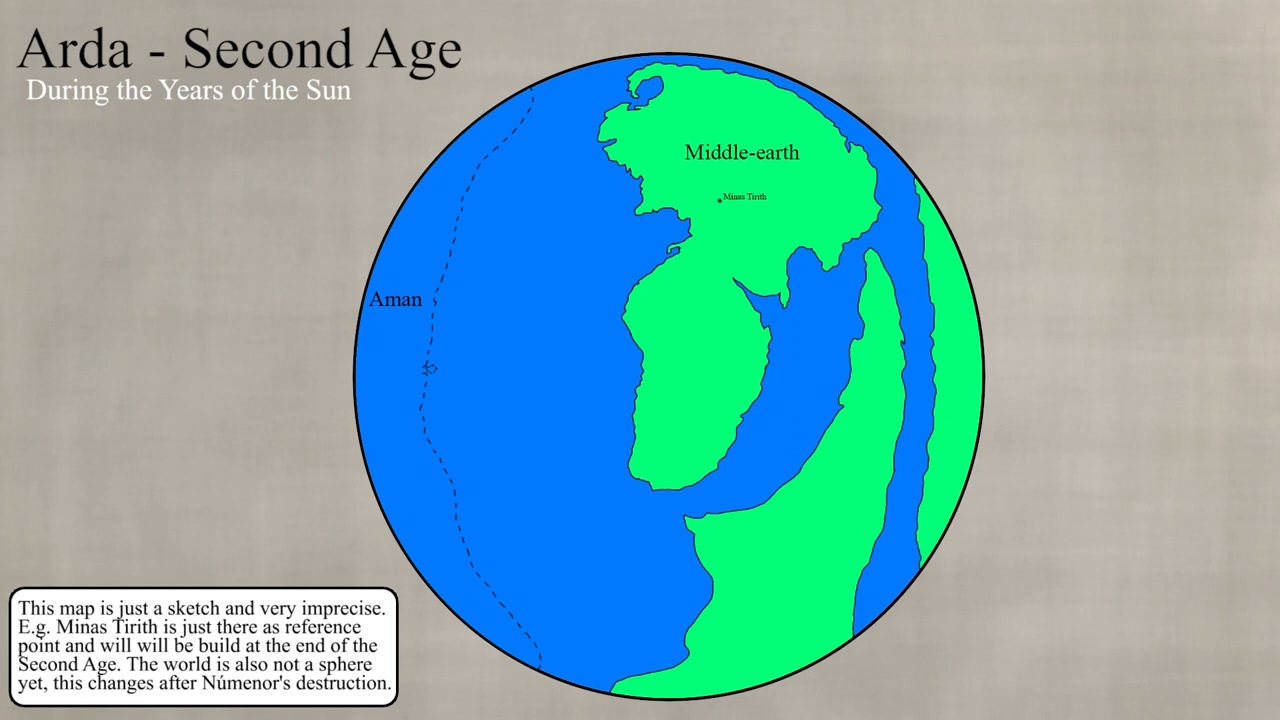 Arda - Second Age
During the Years of the Sun
Middle-earth
Minas Tirith
Aman
This map is just a sketch and very imprecise.
E.g. Minas Tirith is just there as reference
point and will will be build at the end of the
Second Age. The world is also not a sphere
yet, this changes after Númenor's destruction.